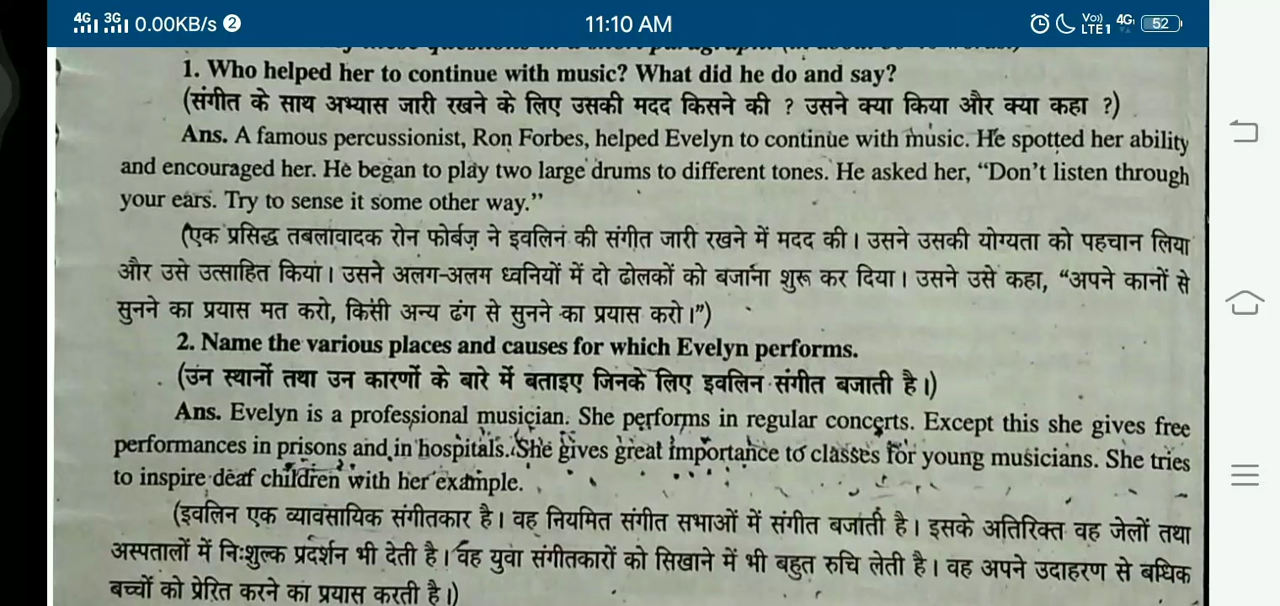 4G 3G 0.00KB/s 2 11:10 AM Vo) LTE1 4G 52
1. Who helped her to continue with music? What did he do and say?
(संगीत के साथ अभ्यास जारी रखने के लिए उसकी मदद किसने की ? उसने क्या किया और क्या कहा ?)
Ans. A famous percussionist, Ron Forbes, helped Evelyn to continue with music. He spotted her ability
and encouraged her. He began to play two large drums to different tones. He asked her, “Don’t listen through
your ears. Try to sense it some other way.”
(एक प्रसिद्ध तबलावादक रोन फोर्बज़ ने इवलिन की संगीत जारी रखने में मदद की। उसने उसकी योग्यता को पहचान लिया
और उसे उत्साहित किया। उसने अलग-अलग ध्वनियों में दो ढोलकों को बजाना शुरू कर दिया। उसने उसे कहा, “अपने कानों से
सुनने का प्रयास मत करो, किसी अन्य ढंग से सुनने का प्रयास करो।”)
2. Name the various places and causes for which Evelyn performs.
(उन स्थानों तथा उन कारणों के बारे में बताइए जिनके लिए इवलिन संगीत बजाती है।)
Ans. Evelyn is a professional musician. She performs in regular concerts. Except this she gives free
performances in prisons and in hospitals. She gives great importance to classes for young musicians. She tries
to inspire deaf children with her example.
(इवलिन एक व्यावसायिक संगीतकार है। वह नियमित संगीत सभाओं में संगीत बजाती है। इसके अतिरिक्त वह जेलों तथा
अस्पतालों में निःशुल्क प्रदर्शन भी देती है। वह युवा संगीतकारों को सिखाने में भी बहुत रुचि लेती है। वह अपने उदाहरण से बधिक
बच्चों को प्रेरित करने का प्रयास करती है।)